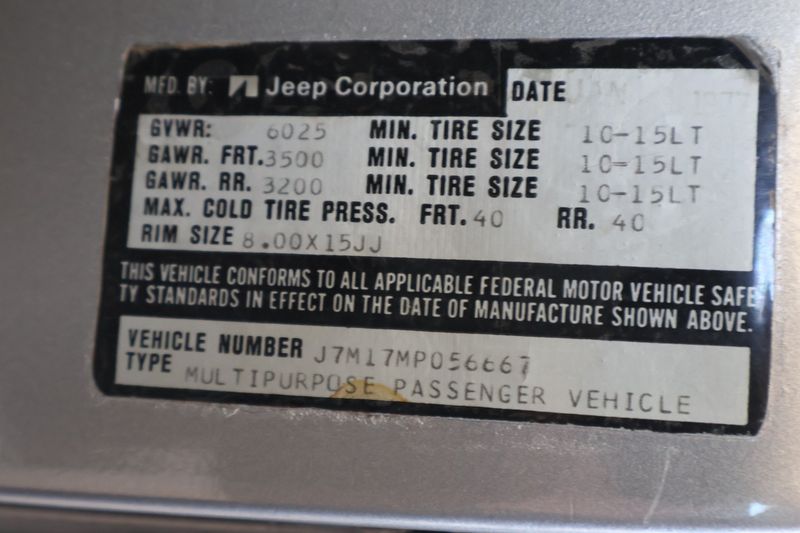 MFD. BY: Jeep Corporation DATE JAN 1977
GVWR: 6025 MIN. TIRE SIZE 10-15LT
GAWR. FRT. 3500 MIN. TIRE SIZE 10-15LT
GAWR. RR. 3200 MIN. TIRE SIZE 10-15LT
MAX. COLD TIRE PRESS. FRT. 40 RR. 40
RIM SIZE 8.00X15JJ
THIS VEHICLE CONFORMS TO ALL APPLICABLE FEDERAL MOTOR VEHICLE SAFE
TY STANDARDS IN EFFECT ON THE DATE OF MANUFACTURE SHOWN ABOVE.
VEHICLE NUMBER J7M17MP056667
TYPE MULTIPURPOSE PASSENGER VEHICLE